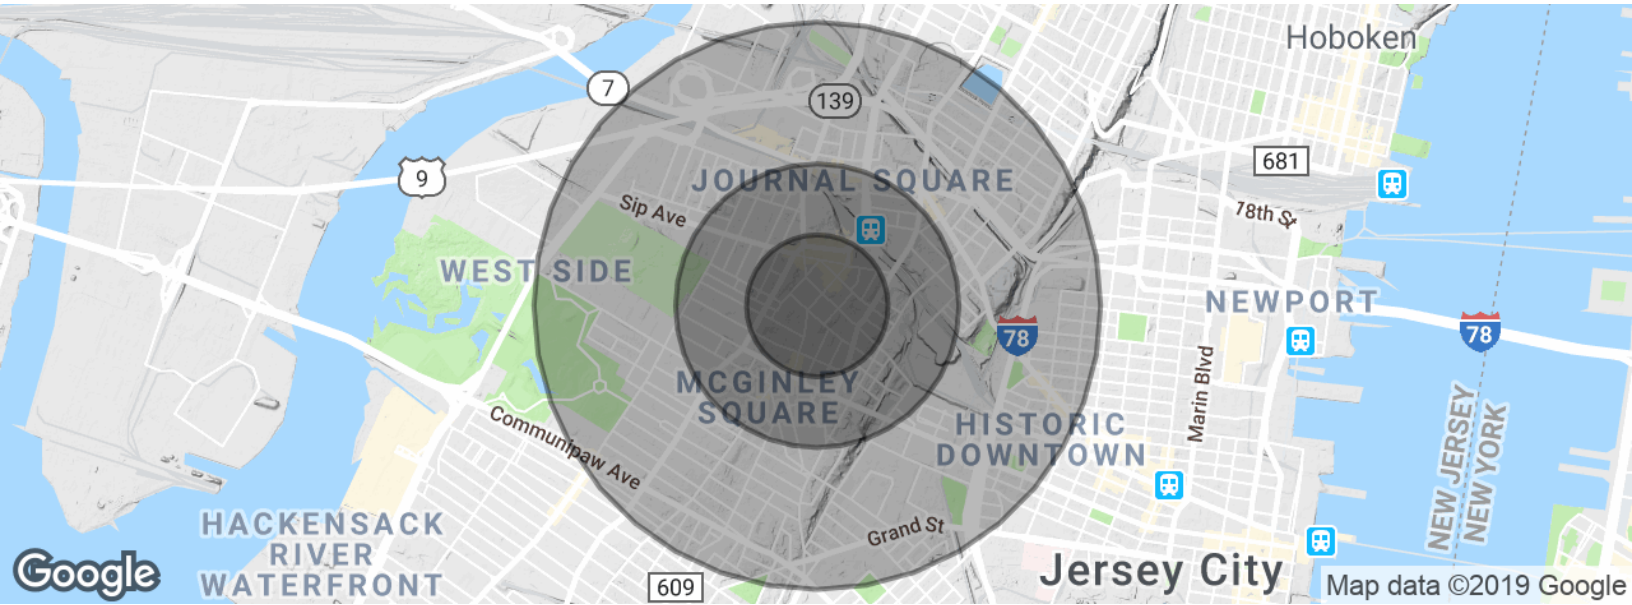 Hoboken
7
139
681
9
JOURNAL SQUARE
Sip Ave
18th St
WEST SIDE
NEWPORT
78
78
Marin Blvd
MCGINLEY
SQUARE
HISTORIC
DOWNTOWN
Communipaw Ave
NEW JERSEY
NEW YORK
HACKENSACK
RIVER
WATERFRONT
Grand St
Jersey City
609
Google
Map data ©2019 Google